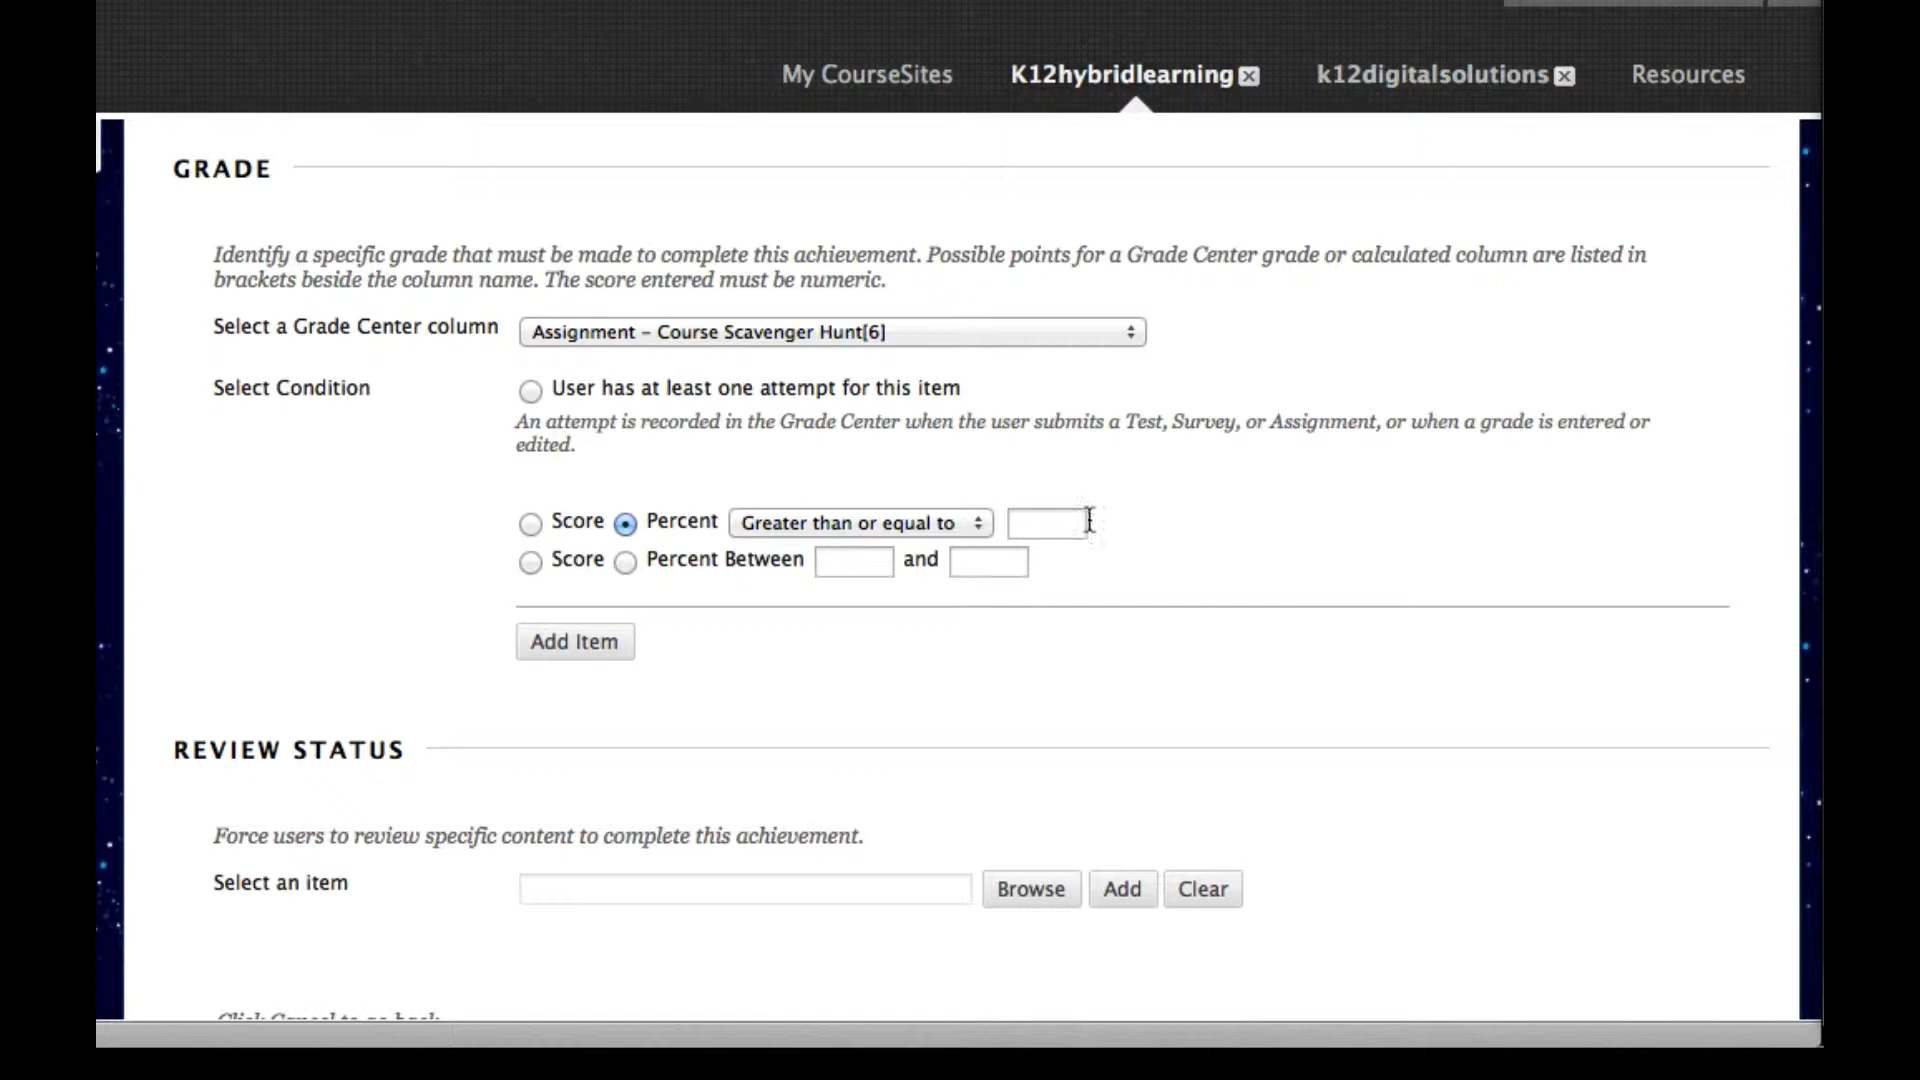 My CourseSites K12hybridlearning k12digitalsolutions Resources
GRADE
Identify a specific grade that must be made to complete this achievement. Possible points for a Grade Center grade or calculated column are listed in
brackets beside the column name. The score entered must be numeric.
Select a Grade Center column Assignment – Course Scavenger Hunt[6]
Select Condition User has at least one attempt for this item
An attempt is recorded in the Grade Center when the user submits a Test, Survey, or Assignment, or when a grade is entered or
edited.
Score Percent Greater than or equal to
Score Percent Between and
Add Item
REVIEW STATUS
Force users to review specific content to complete this achievement.
Select an item Browse Add Clear
Click Cancel to go back